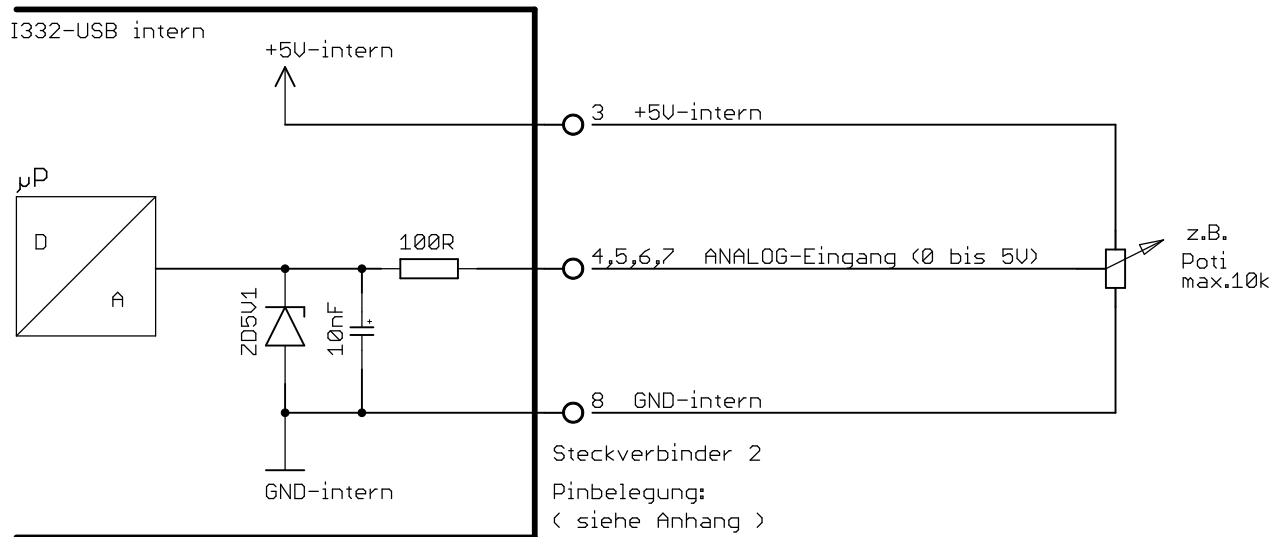 I332-USB intern
+5V-intern
3 +5V-intern
µP
D
A
100R
4,5,6,7 ANALOG-Eingang (0 bis 5V)
z.B.
Poti
max.10k
ZD5V1
10nF
+
8 GND-intern
GND-intern
Steckverbinder 2
Pinbelegung:
( siehe Anhang )